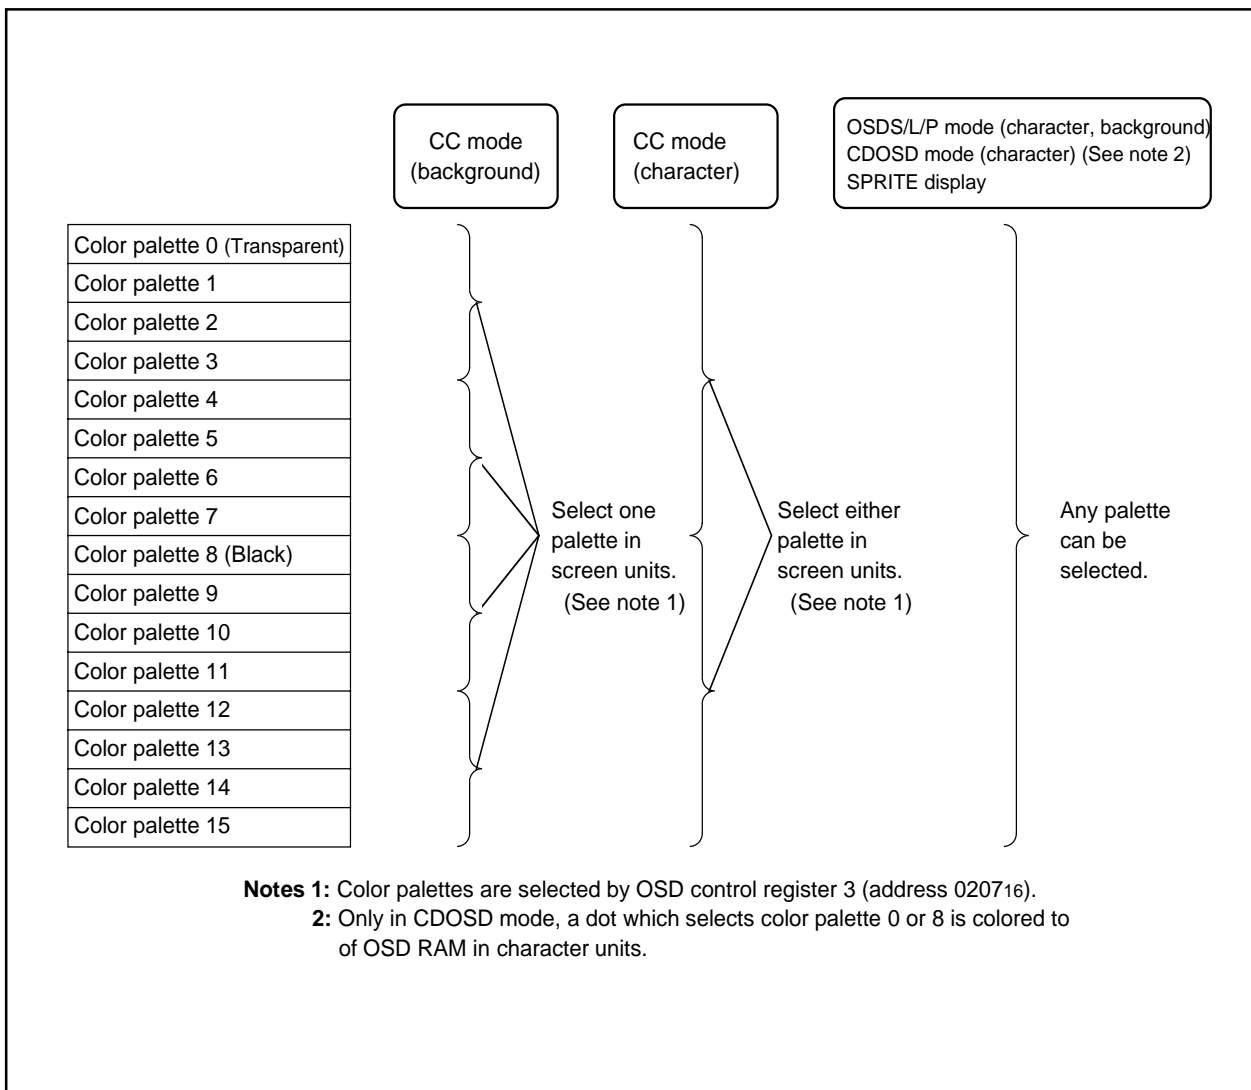 CC mode
(background)
CC mode
(character)
OSDS/L/P mode (character, background)
CDOSD mode (character) (See note 2)
SPRITE display
Color palette 0 (Transparent)
Color palette 1
Color palette 2
Color palette 3
Color palette 4
Color palette 5
Color palette 6
Color palette 7
Color palette 8 (Black)
Color palette 9
Color palette 10
Color palette 11
Color palette 12
Color palette 13
Color palette 14
Color palette 15
Select one
palette in
screen units.
(See note 1)
Select either
palette in
screen units.
(See note 1)
Any palette
can be
selected.
Notes 1: Color palettes are selected by OSD control register 3 (address 020716).
2: Only in CDOSD mode, a dot which selects color palette 0 or 8 is colored to
of OSD RAM in character units.